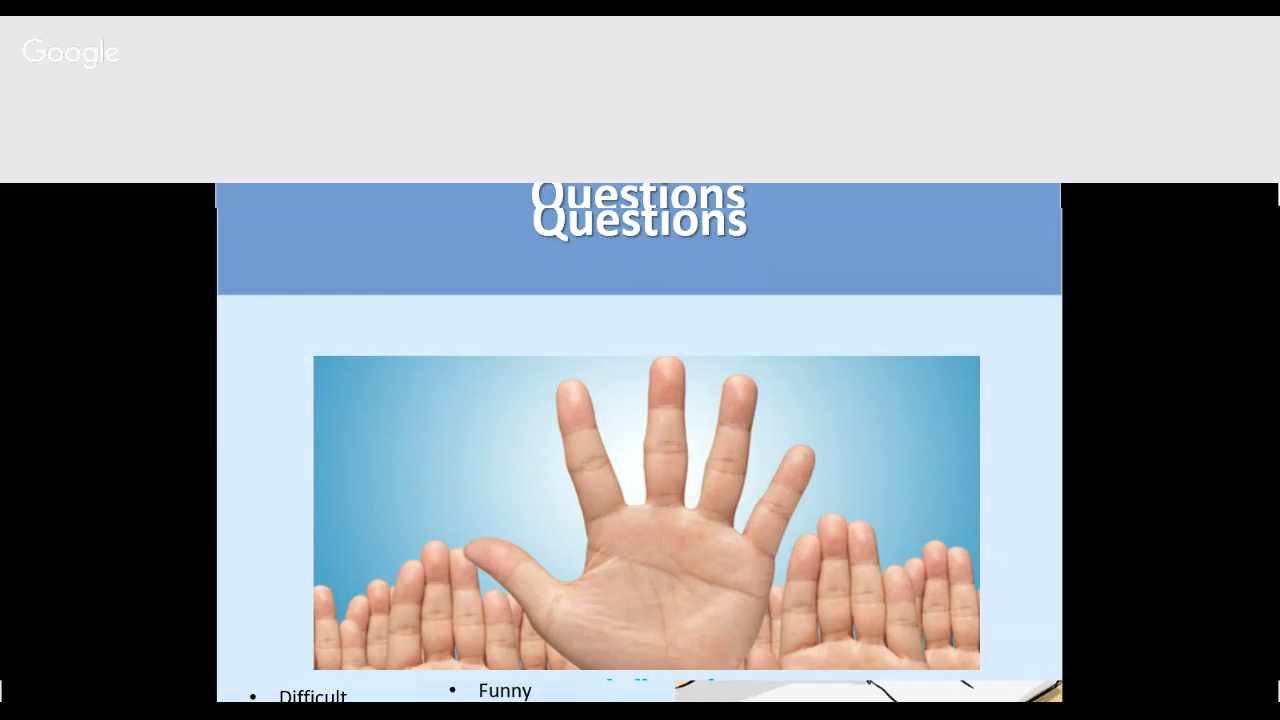 Google
Questions
Questions
• Difficult
• Funny